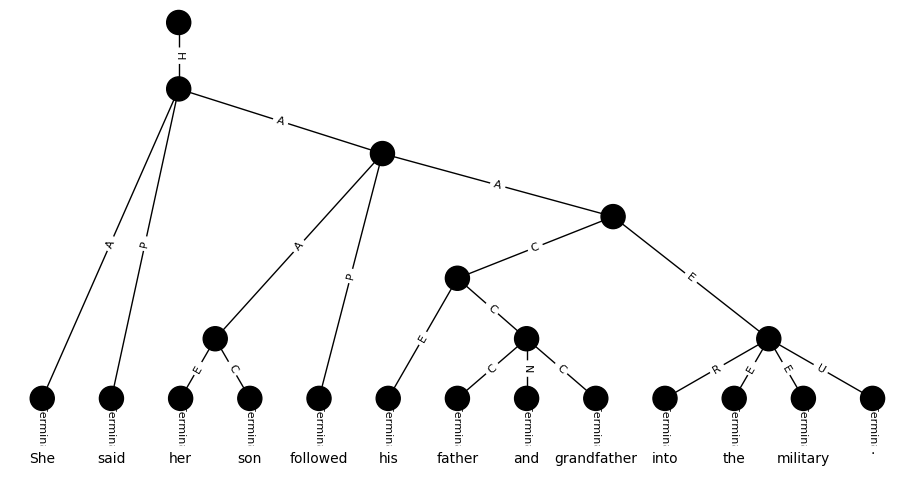 H
A
A
A P A P C E
E C E C C N C R E E U
ermin ermin ermin ermin ermin ermin ermin ermin ermin ermin ermin ermin ermin
She said her son followed his father and grandfather into the military .